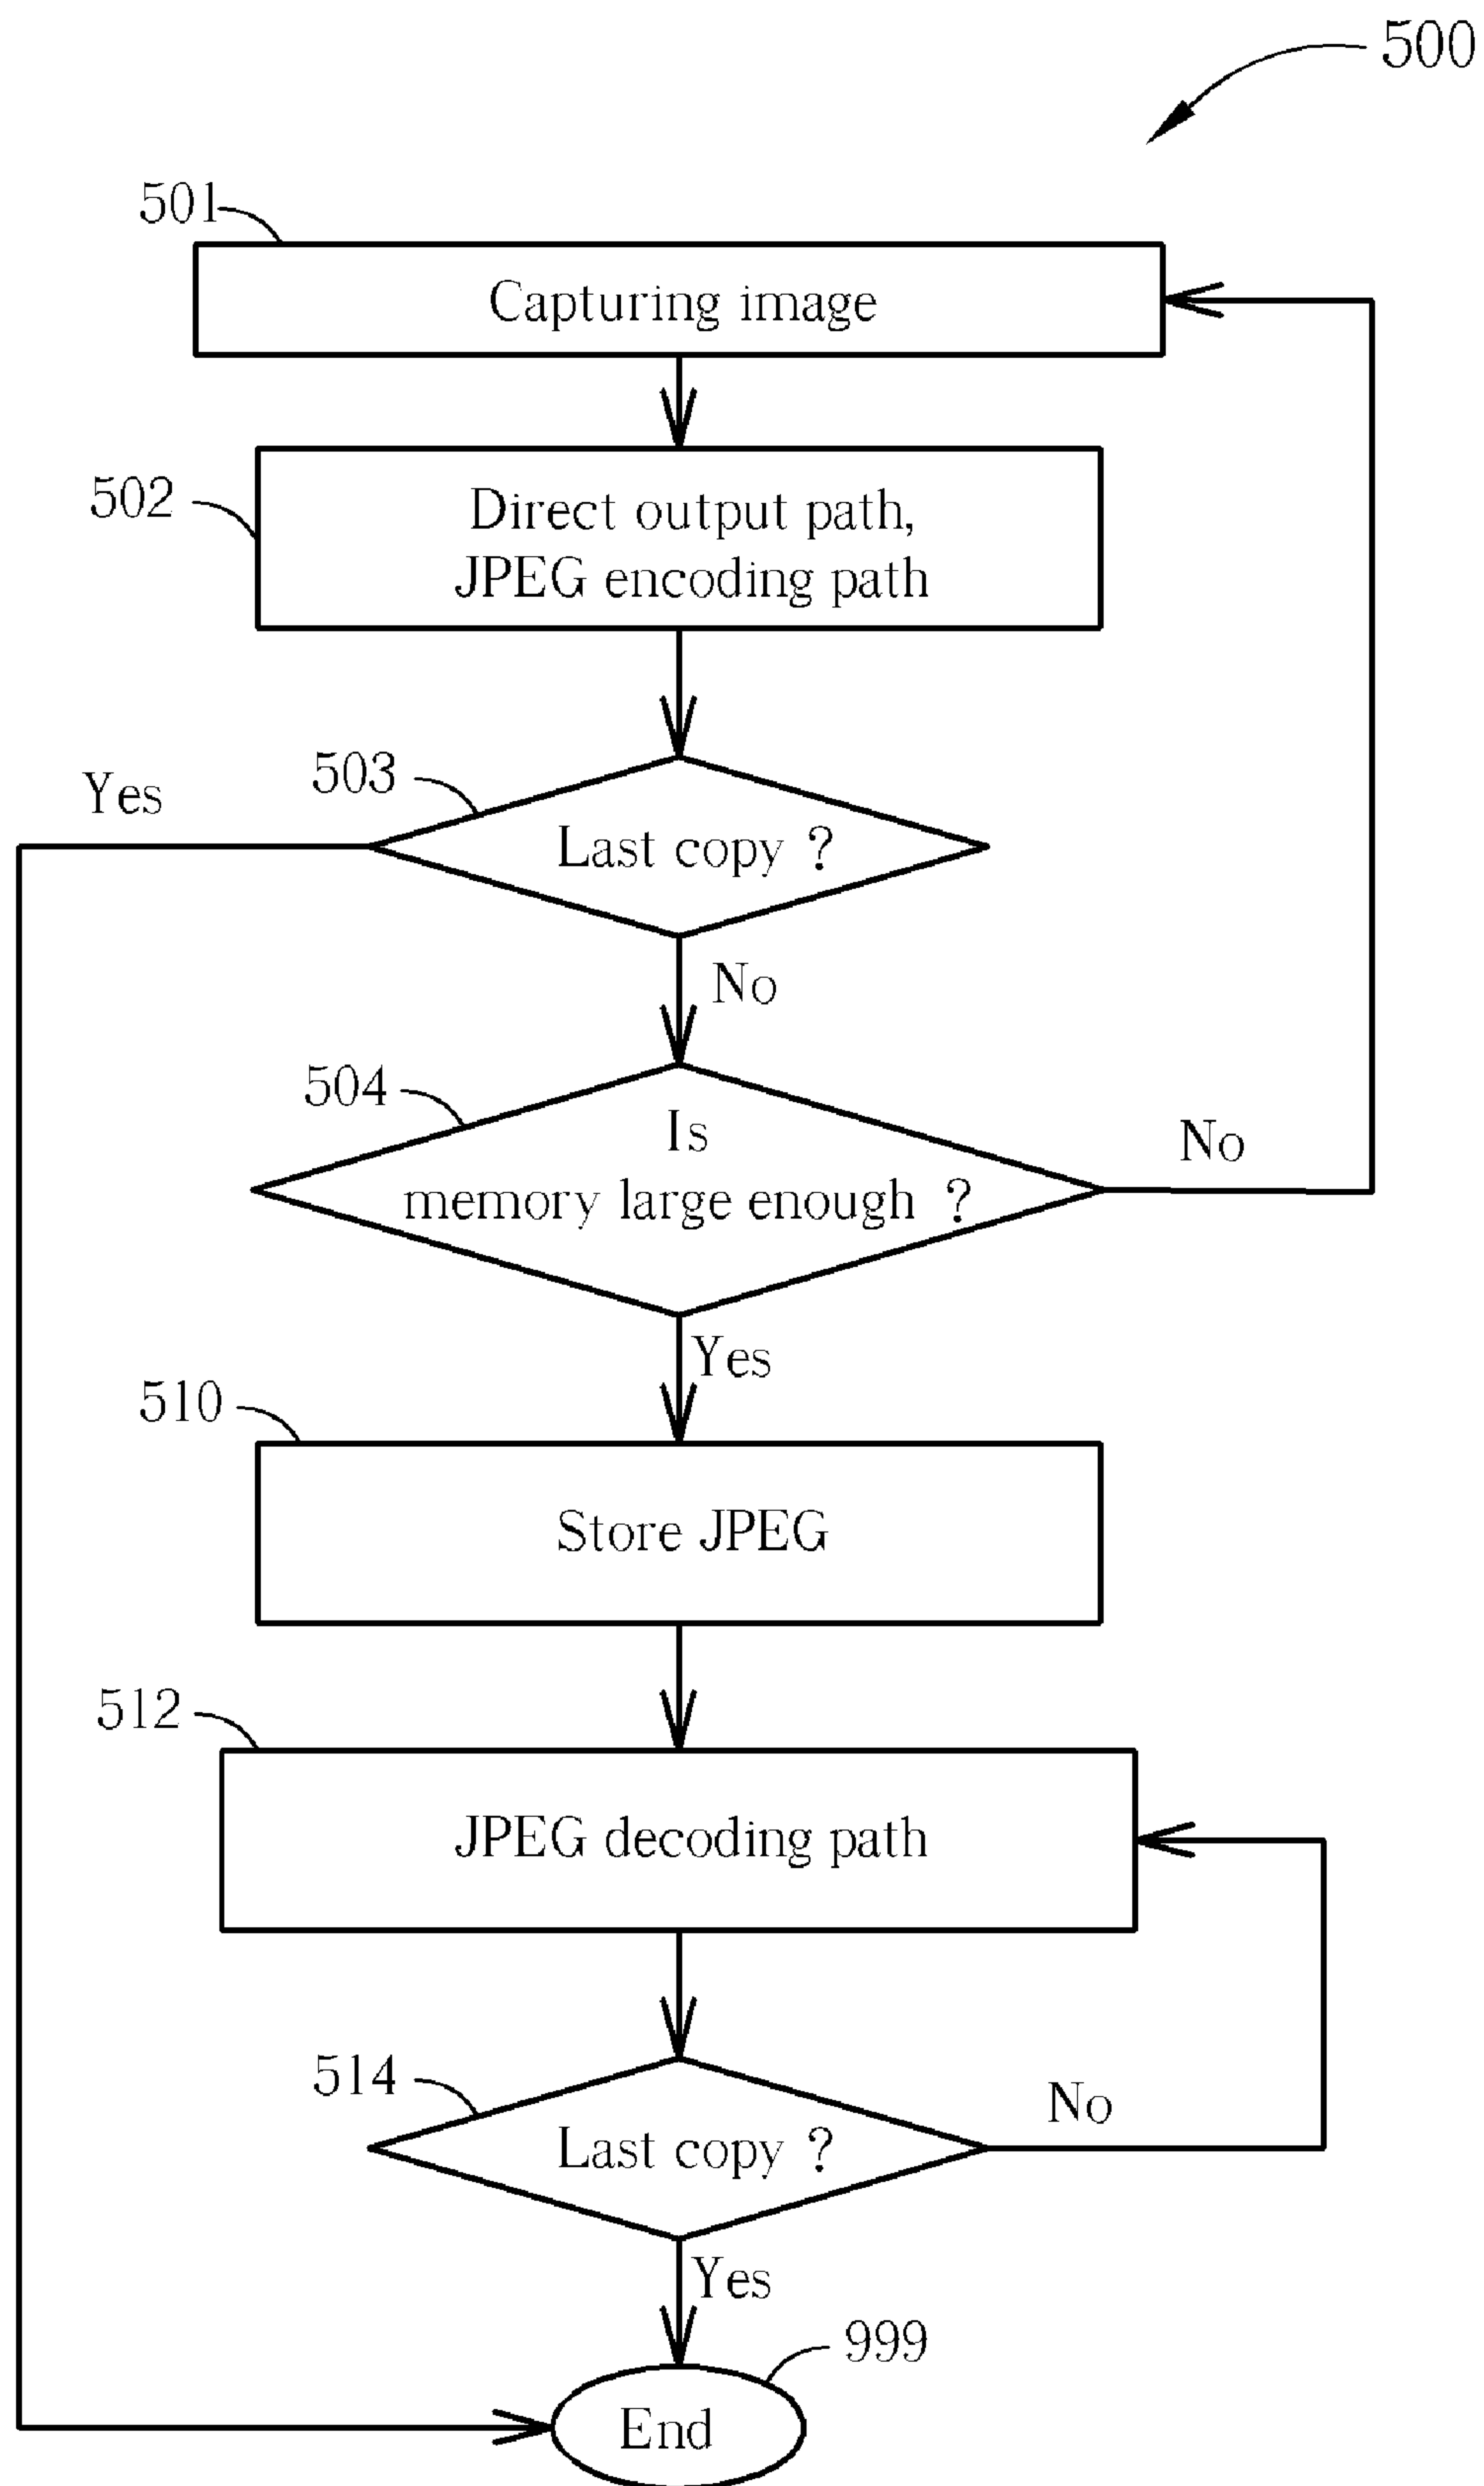 500
501
Capturing image
502
Direct output path,
JPEG encoding path
503
Yes
Last copy ?
No
504
Is
memory large enough ?
No
Yes
510
Store JPEG
512
JPEG decoding path
514
Last copy ?
No
Yes
999
End